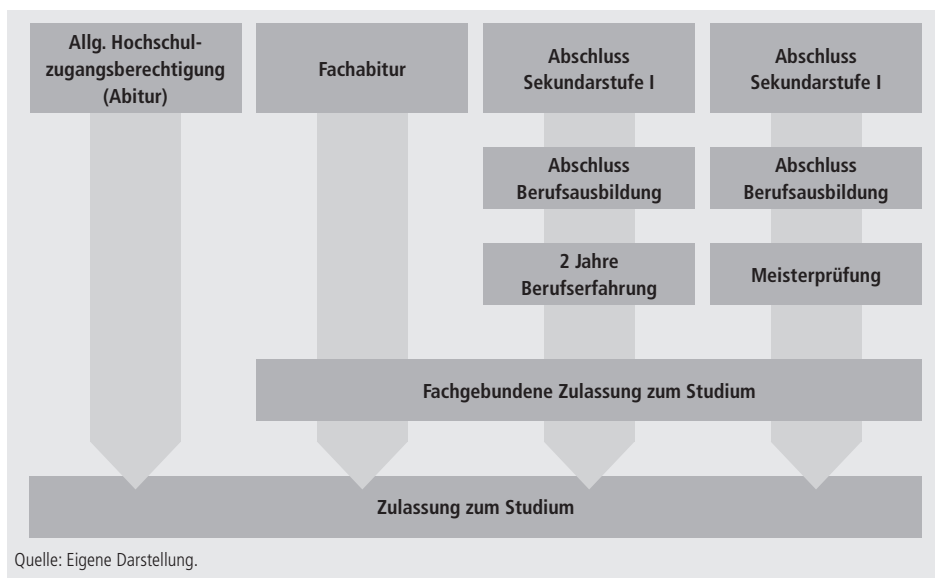 Allg. Hochschul-
zugangsberechtigung
(Abitur)
Fachabitur
Abschluss
Sekundarstufe I
Abschluss
Sekundarstufe I
Abschluss
Berufsausbildung
Abschluss
Berufsausbildung
2 Jahre
Berufserfahrung
Meisterprüfung
Fachgebundene Zulassung zum Studium
Zulassung zum Studium
Quelle: Eigene Darstellung.